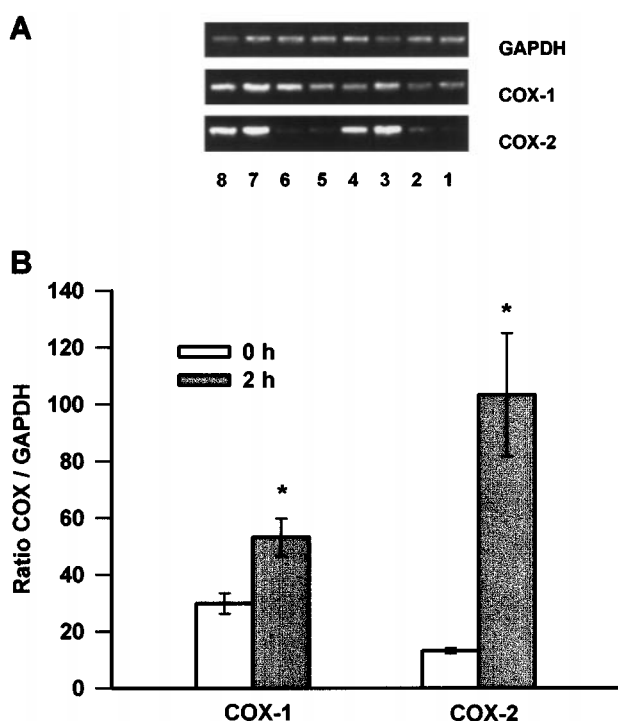 A
GAPDH
COX-1
COX-2
8 7 6 5 4 3 2 1
B
140
120
100
80
60
40
20
0
Ratio COX / GAPDH
0 h
2 h
*
*
COX-1 COX-2